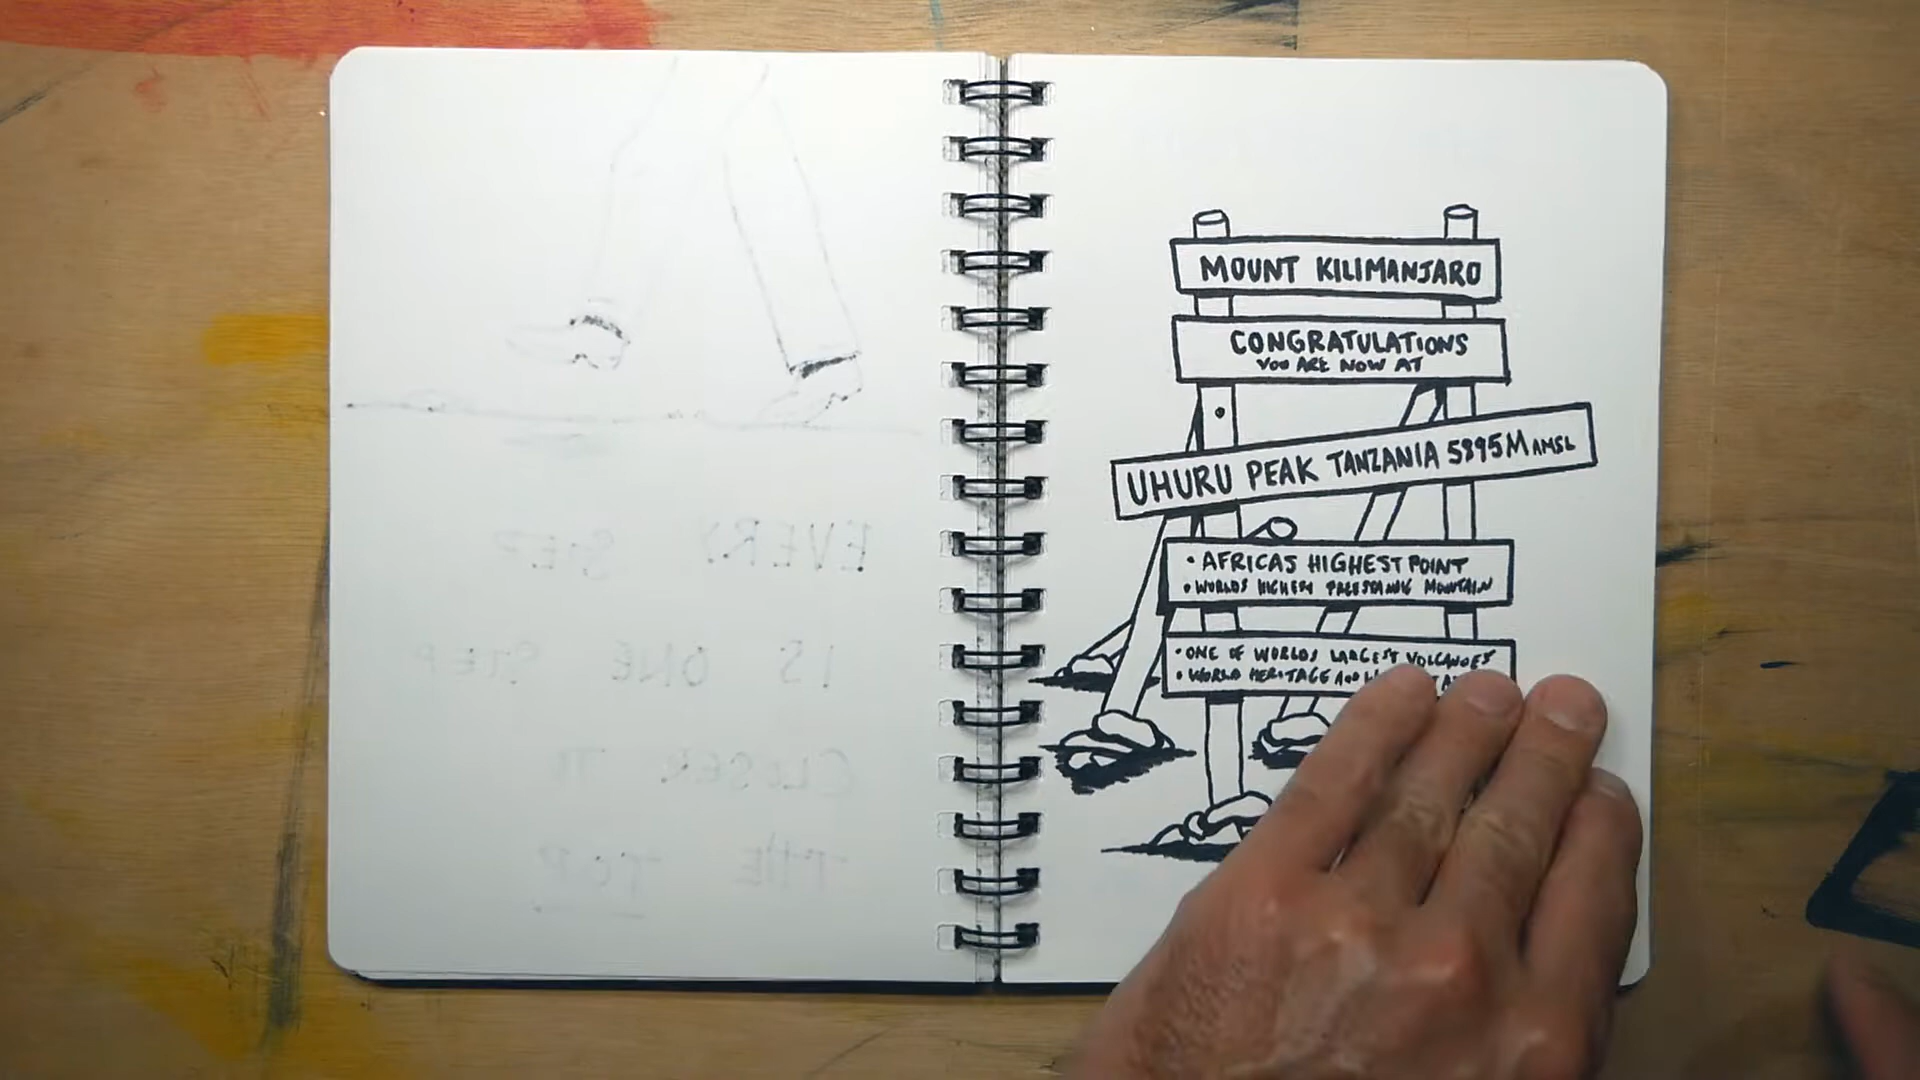 EVERY STEP
IS ONE STEP
CLOSER TO
THE TOP
MOUNT KILIMANJARO
CONGRATULATIONS
YOU ARE NOW AT
UHURU PEAK TANZANIA 5895M AMSL
• AFRICAS HIGHEST POINT
• WORLDS HIGHEST MOUNTAIN
• ONE OF WORLDS LARGEST VOLCANOES
• WORLD HERITAGE AND